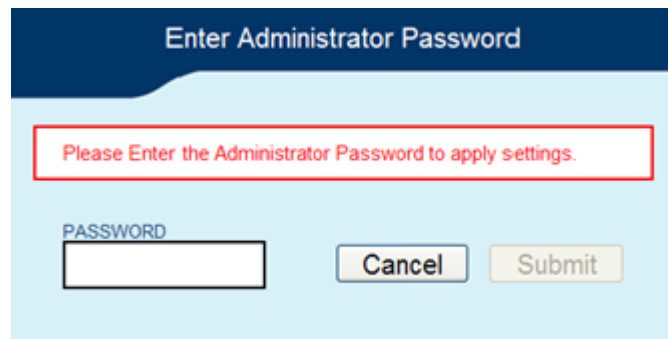 Enter Administrator Password
Please Enter the Administrator Password to apply settings.
PASSWORD
Cancel
Submit